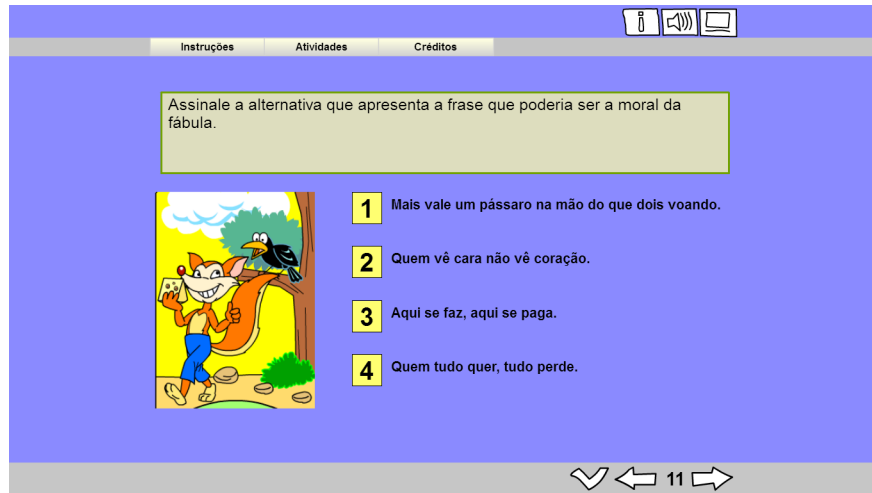 i
Instruções Atividades Créditos
Assinale a alternativa que apresenta a frase que poderia ser a moral da
fábula.
1 Mais vale um pássaro na mão do que dois voando.
2 Quem vê cara não vê coração.
3 Aqui se faz, aqui se paga.
4 Quem tudo quer, tudo perde.
11